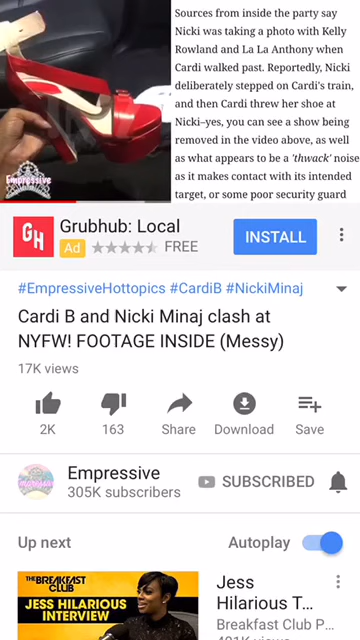 Sources from inside the party say
Nicki was taking a photo with Kelly
Rowland and La La Anthony when
Cardi walked past. Reportedly, Nicki
deliberately stepped on Cardi's train,
and then Cardi threw her shoe at
Nicki–yes, you can see a show being
removed in the video above, as well
as what appears to be a 'thwack' noise
as it makes contact with its intended
target, or some poor security guard
Empressive
GH
Grubhub: Local
Ad FREE
INSTALL
#EmpressiveHottopics #CardiB #NickiMinaj
Cardi B and Nicki Minaj clash at
NYFW! FOOTAGE INSIDE (Messy)
17K views
2K 163 Share Download Save
Empressive
305K subscribers
SUBSCRIBED
Up next Autoplay
THE BREAKFAST
CLUB
JESS HILARIOUS
INTERVIEW
Jess
Hilarious T...
Breakfast Club P...